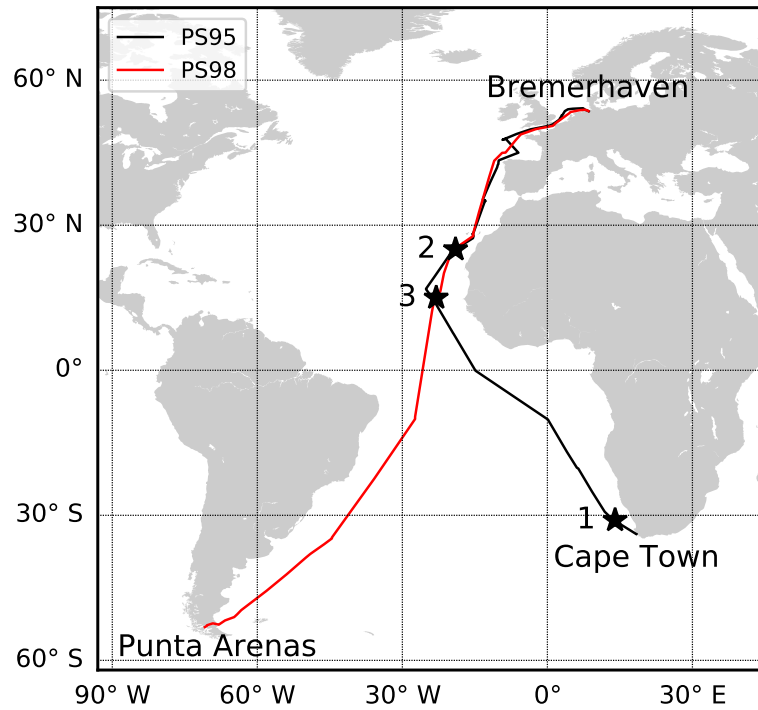 PS95
PS98
60° N
Bremerhaven
30° N
2
3
0°
30° S
1
Cape Town
Punta Arenas
60° S
90° W 60° W 30° W 0° 30° E